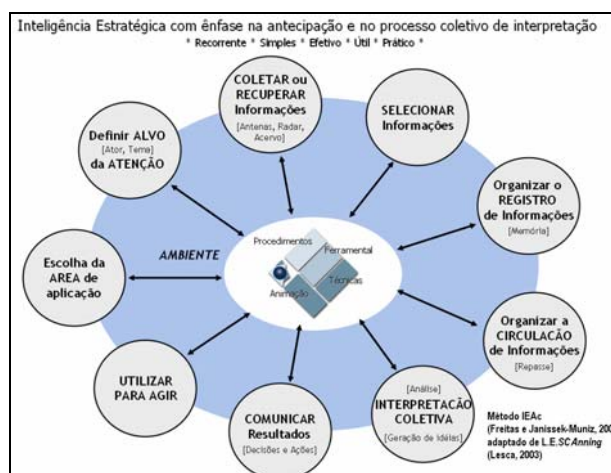 Inteligência Estratégica com ênfase na antecipação e no processo coletivo de interpretação
* Recorrente * Simples * Efetivo * Útil * Prático *
COLETAR ou
RECUPERAR
Informações
[Antenas, Radar,
Acervo]
SELECIONAR
Informações
Definir ALVO
[Ator, Tema]
da ATENÇÃO
Organizar o
REGISTRO
de Informações
[Memória]
AMBIENTE
Procedimentos
Ferramental
Animação
Técnicas
Escolha da
AREA de
aplicação
Organizar a
CIRCULACÃO
de Informações
[Repasse]
UTILIZAR
PARA AGIR
COMUNICAR
Resultados
[Decisões e Ações]
[Análise]
INTERPRETAÇÃO
COLETIVA
[Geração de Idéias]
Método IEAc
(Freitas e Janissek-Muniz, 200
adaptado de L.E.SCAnning
(Lesca, 2003)